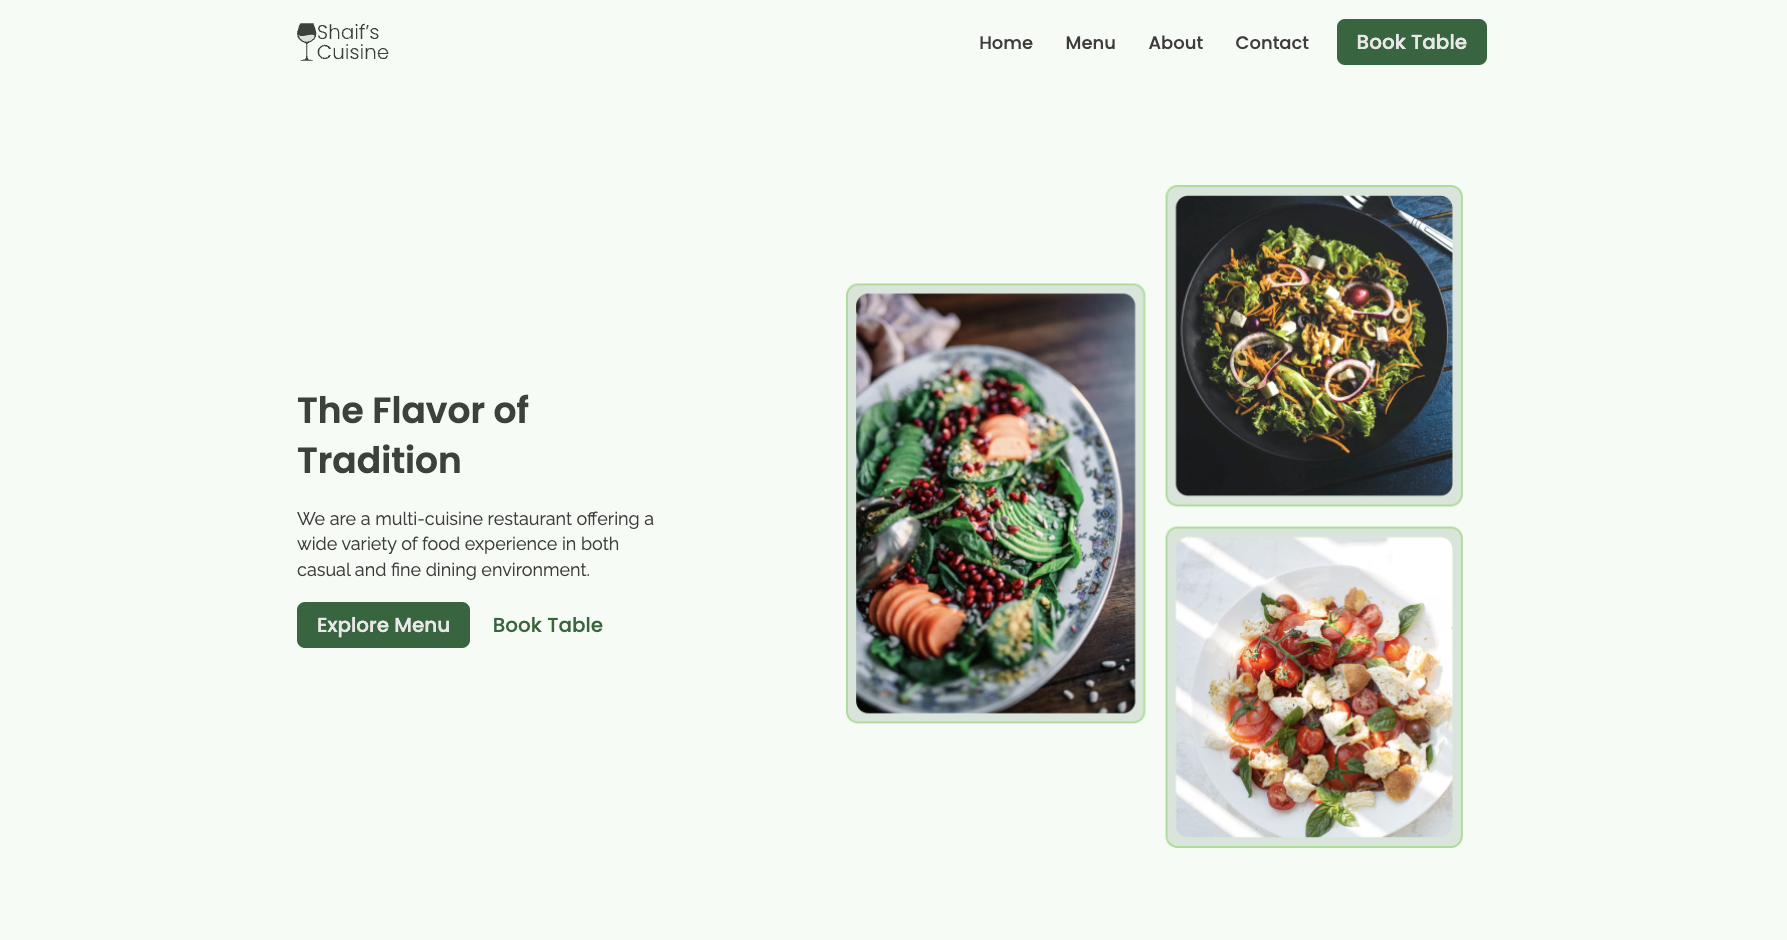 Shaif's
Cuisine
Home Menu About Contact Book Table
The Flavor of
Tradition
We are a multi-cuisine restaurant offering a
wide variety of food experience in both
casual and fine dining environment.
Explore Menu Book Table